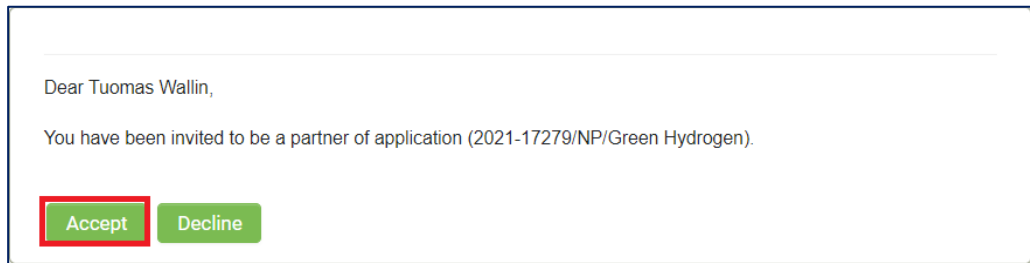 Dear Tuomas Wallin,
You have been invited to be a partner of application (2021-17279/NP/Green Hydrogen).
Accept Decline